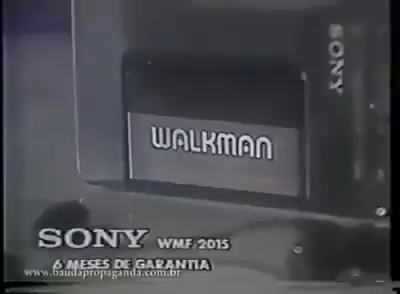 SONY
WALKMAN
SONY WMF 2015
6 MESES DE GARANTIA
www.baudapropaganda.com.br